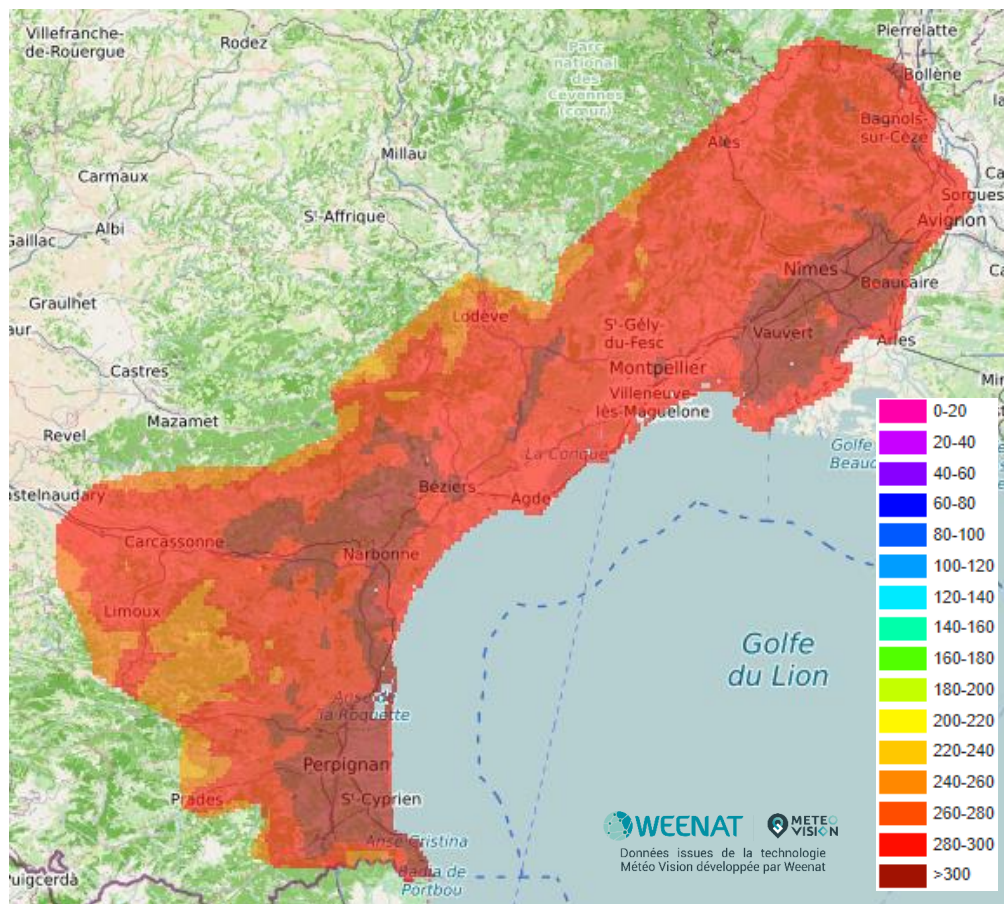 Villefranche-
de-Rouergue
Rodez
Parc
national
des
Cévennes
(cœur)
Pierrelatte
Bollène
Bagnols-
sur-Cèze
Alès
Millau
Carmaux
Sᵗ-Affrique
Sorgues
Avignon
Albi
Gaillac
Nîmes
Beaucaire
Graulhet
Lodève
Sᵗ-Gély-
du-Fesc
Vauvert
Arles
Castres
Montpellier
Villeneuve-
lès-Maguelone
Mazamet
Revel
La Conque
Golfe
Beauc
Béziers
Agde
astelnaudary
Carcassonne
Narbonne
Limoux
Golfe
du Lion
Anse de
la Roquette
Perpignan
Sᵗ-Cyprien
Prades
Anse Cristina
Badia de
Portbou
Puigcerdà
0-20
20-40
40-60
60-80
80-100
100-120
120-140
140-160
160-180
180-200
200-220
220-240
240-260
260-280
280-300
>300
WEENAT
METEO
VISION
Données issues de la technologie
Météo Vision développée par Weenat